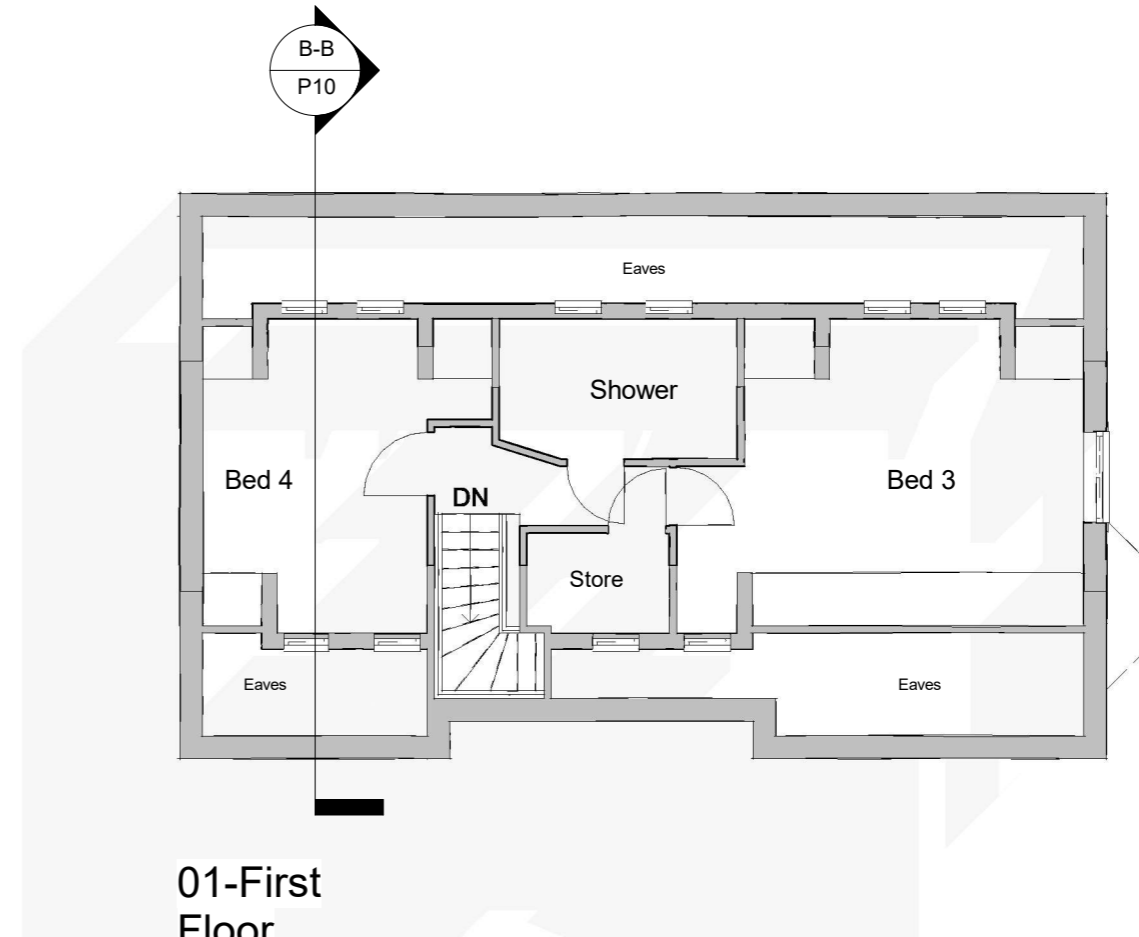 B-B
P10
Eaves
Shower
Bed 4
Bed 3
DN
Store
Eaves
Eaves
01-First
Floor